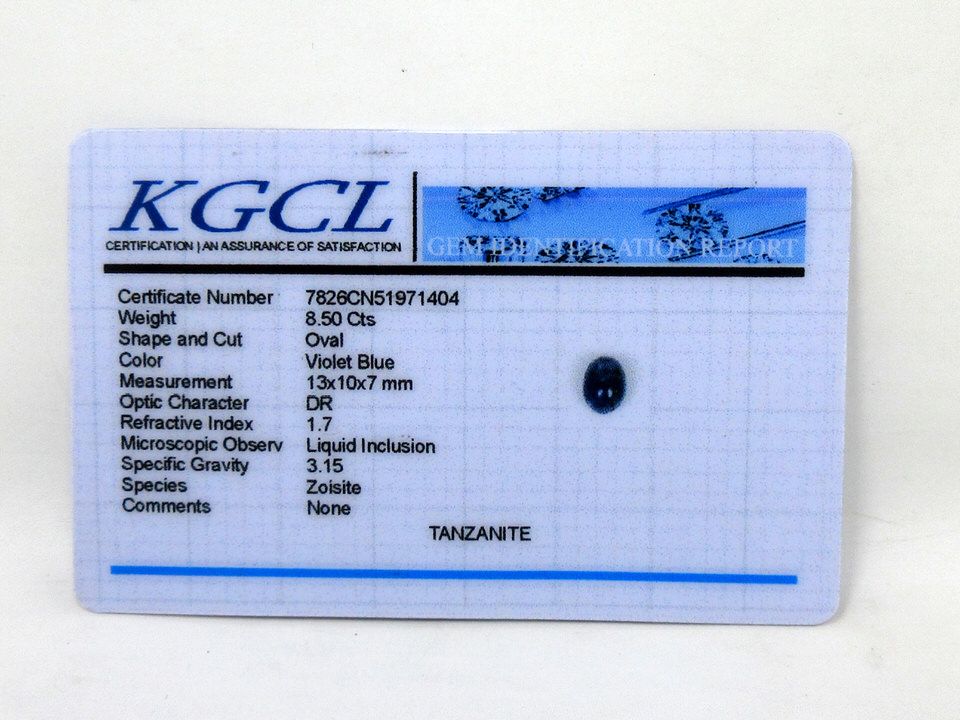 KGCL
CERTIFICATION | AN ASSURANCE OF SATISFACTION
GEM IDENTIFICATION REPORT
Certificate Number 7826CN51971404
Weight 8.50 Cts
Shape and Cut Oval
Color Violet Blue
Measurement 13x10x7 mm
Optic Character DR
Refractive Index 1.7
Microscopic Observ Liquid Inclusion
Specific Gravity 3.15
Species Zoisite
Comments None
TANZANITE